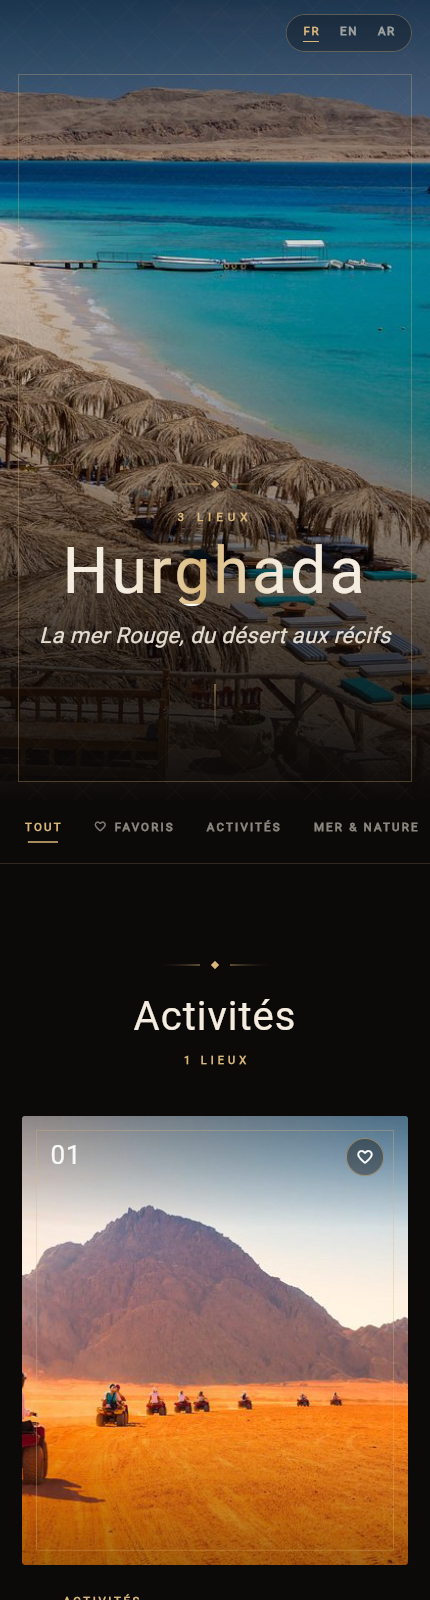 FR EN AR
3 LIEUX
Hurghada
La mer Rouge, du désert aux récifs
TOUT FAVORIS ACTIVITÉS MER & NATURE
Activités
1 LIEUX
01
ACTIVITÉS